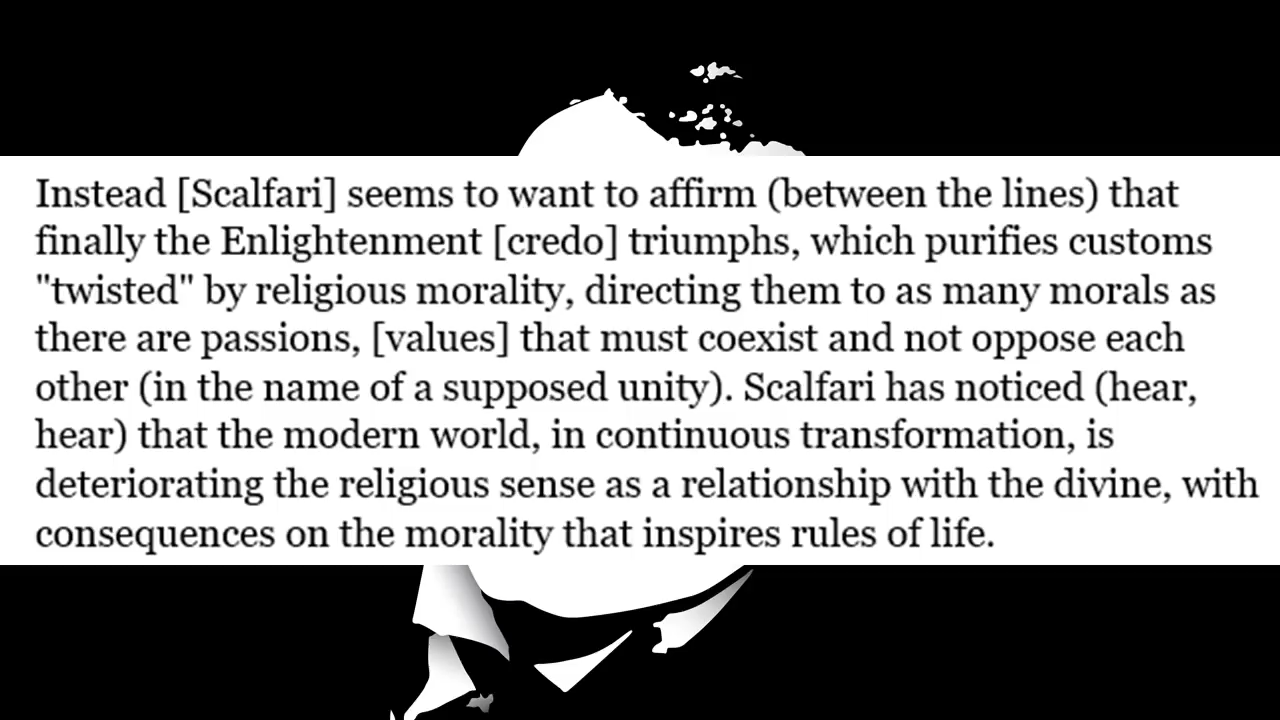 Instead [Scalfari] seems to want to affirm (between the lines) that
finally the Enlightenment [credo] triumphs, which purifies customs
"twisted" by religious morality, directing them to as many morals as
there are passions, [values] that must coexist and not oppose each
other (in the name of a supposed unity). Scalfari has noticed (hear,
hear) that the modern world, in continuous transformation, is
deteriorating the religious sense as a relationship with the divine, with
consequences on the morality that inspires rules of life.